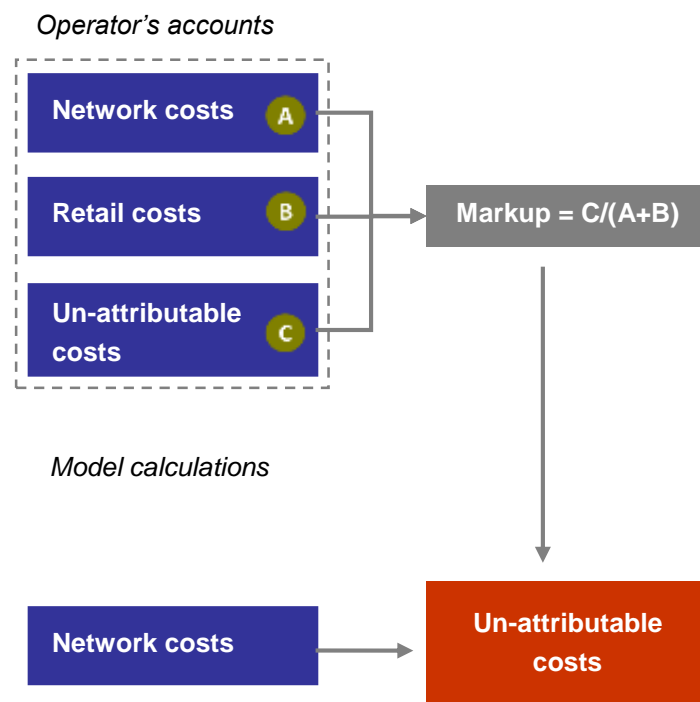 Operator’s accounts
Network costs A
Retail costs B
Markup = C/(A+B)
Un-attributable
costs C
Model calculations
Network costs
Un-attributable
costs